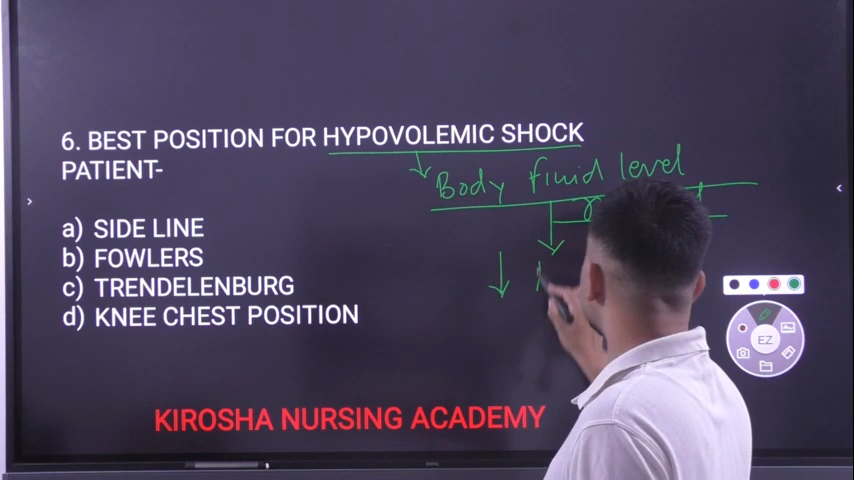 6. BEST POSITION FOR HYPOVOLEMIC SHOCK
PATIENT-
Body fluid level
a) SIDE LINE
b) FOWLERS
c) TRENDELENBURG
d) KNEE CHEST POSITION
EZ
KIROSHA NURSING ACADEMY